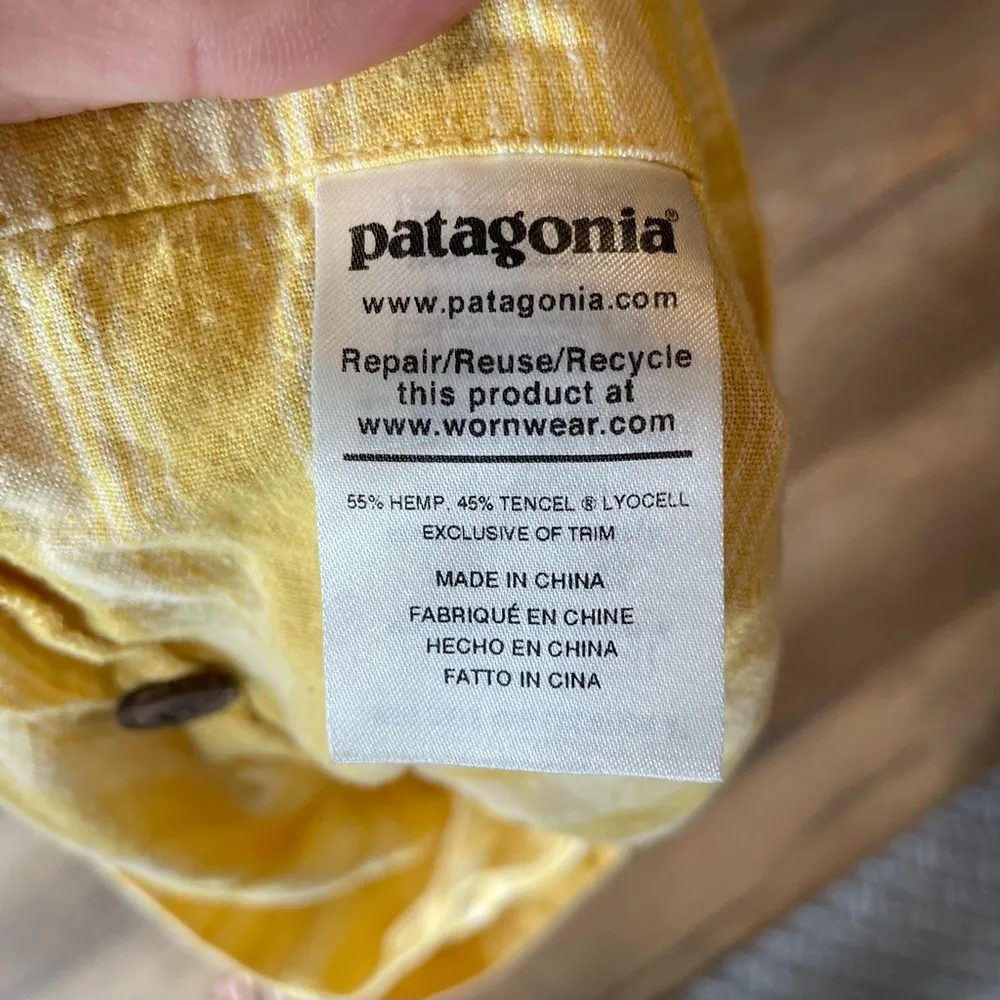 patagonia®
www.patagonia.com
Repair/Reuse/Recycle
this product at
www.wornwear.com
55% HEMP, 45% TENCEL ® LYOCELL
EXCLUSIVE OF TRIM
MADE IN CHINA
FABRIQUÉ EN CHINE
HECHO EN CHINA
FATTO IN CINA